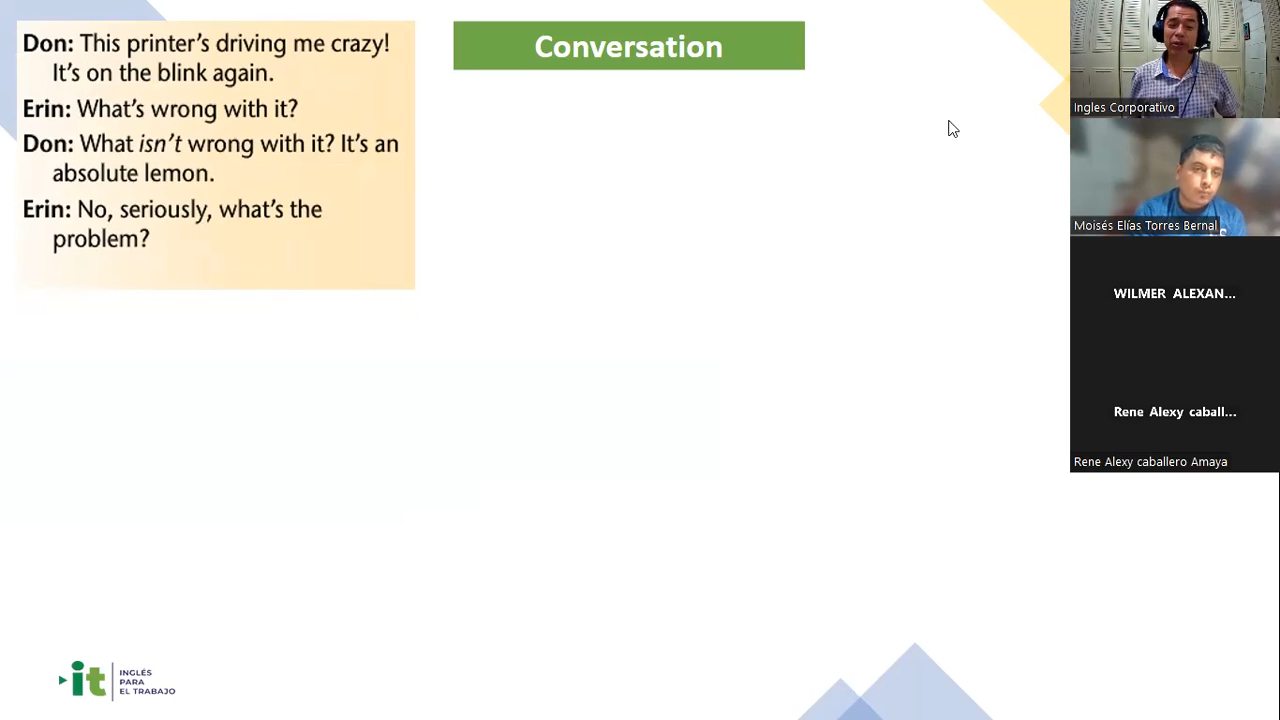 Don: This printer's driving me crazy!
It's on the blink again.
Erin: What's wrong with it?
Don: What isn't wrong with it? It's an
absolute lemon.
Erin: No, seriously, what's the
problem?
Conversation
Ingles Corporativo
Moisés Elías Torres Bernal
WILMER ALEXAN...
Rene Alexy caball...
Rene Alexy caballero Amaya
it
INGLÉS
PARA
EL TRABAJO